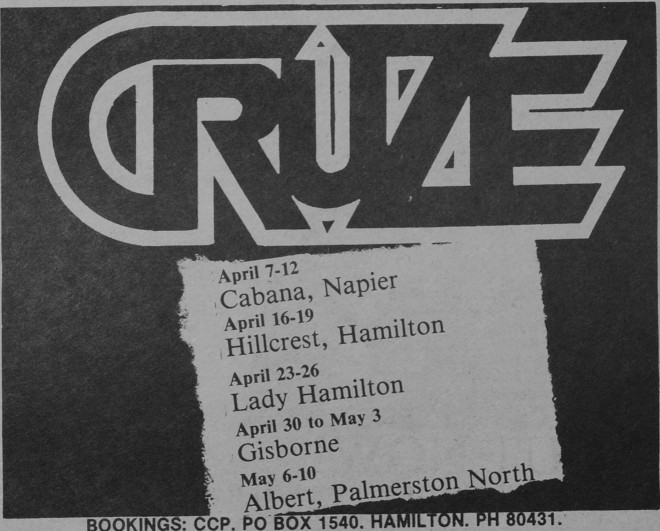 CRUZE
April 7-12
Cabana, Napier
April 16-19
Hillcrest, Hamilton
April 23-26
Lady Hamilton
April 30 to May 3
Gisborne
May 6-10
Albert, Palmerston North
BOOKINGS: CCP, PO BOX 1540. HAMILTON. PH 80431.